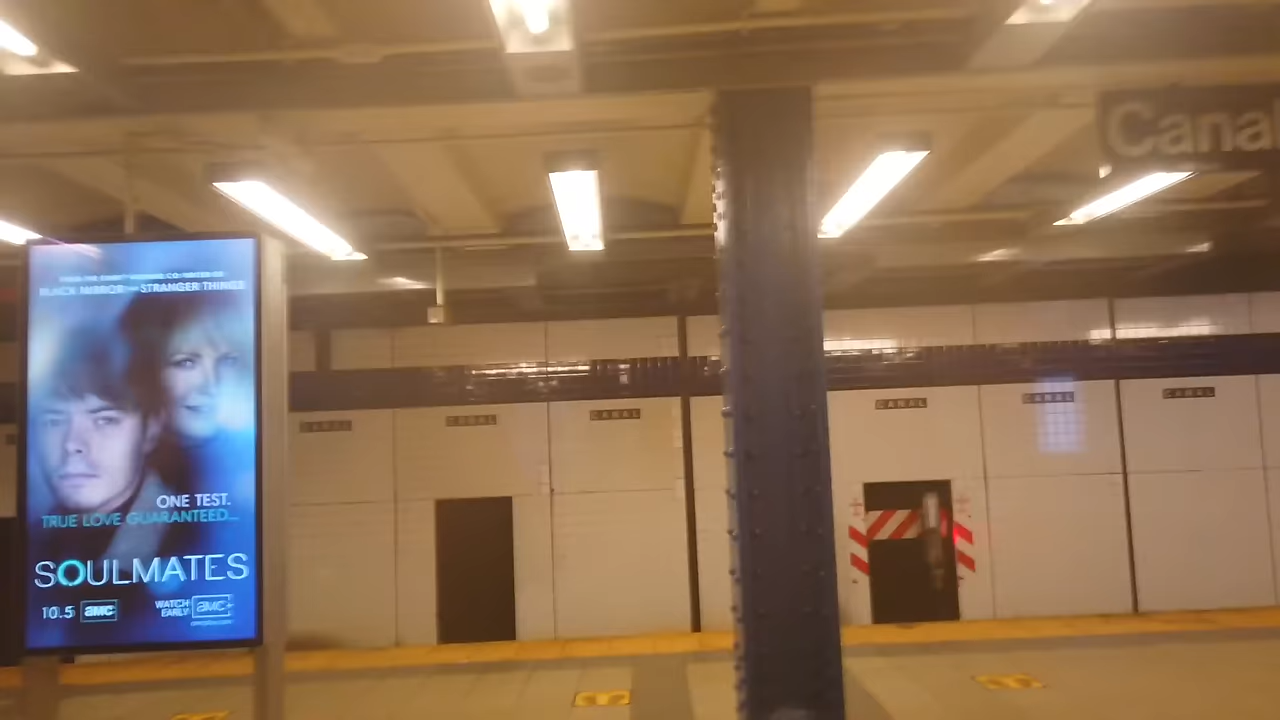 Canal
BLACK MIRROR AND STRANGER THINGS
ONE TEST.
TRUE LOVE GUARANTEED...
SOULMATES
10.5 amc
WATCH EARLY amc+
CANAL
CANAL
CANAL
CANAL
CANAL
CANAL